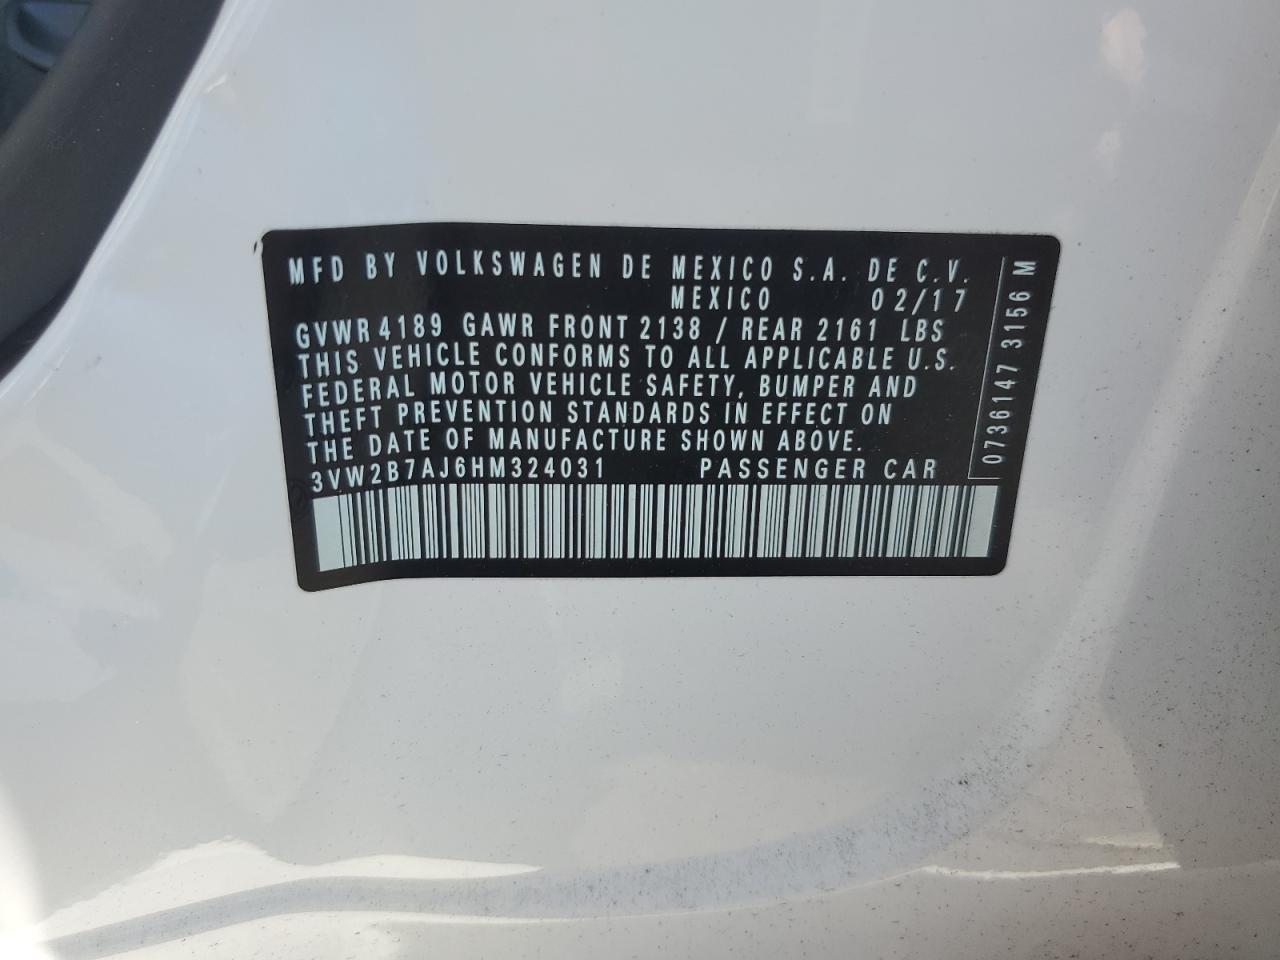 MFD BY VOLKSWAGEN DE MEXICO S.A. DE C.V.
MEXICO 02/17
GVWR 4189 GAWR FRONT 2138 / REAR 2161 LBS
THIS VEHICLE CONFORMS TO ALL APPLICABLE U.S.
FEDERAL MOTOR VEHICLE SAFETY, BUMPER AND
THEFT PREVENTION STANDARDS IN EFFECT ON
THE DATE OF MANUFACTURE SHOWN ABOVE.
3VW2B7AJ6HM324031 PASSENGER CAR
0736147 3156 M